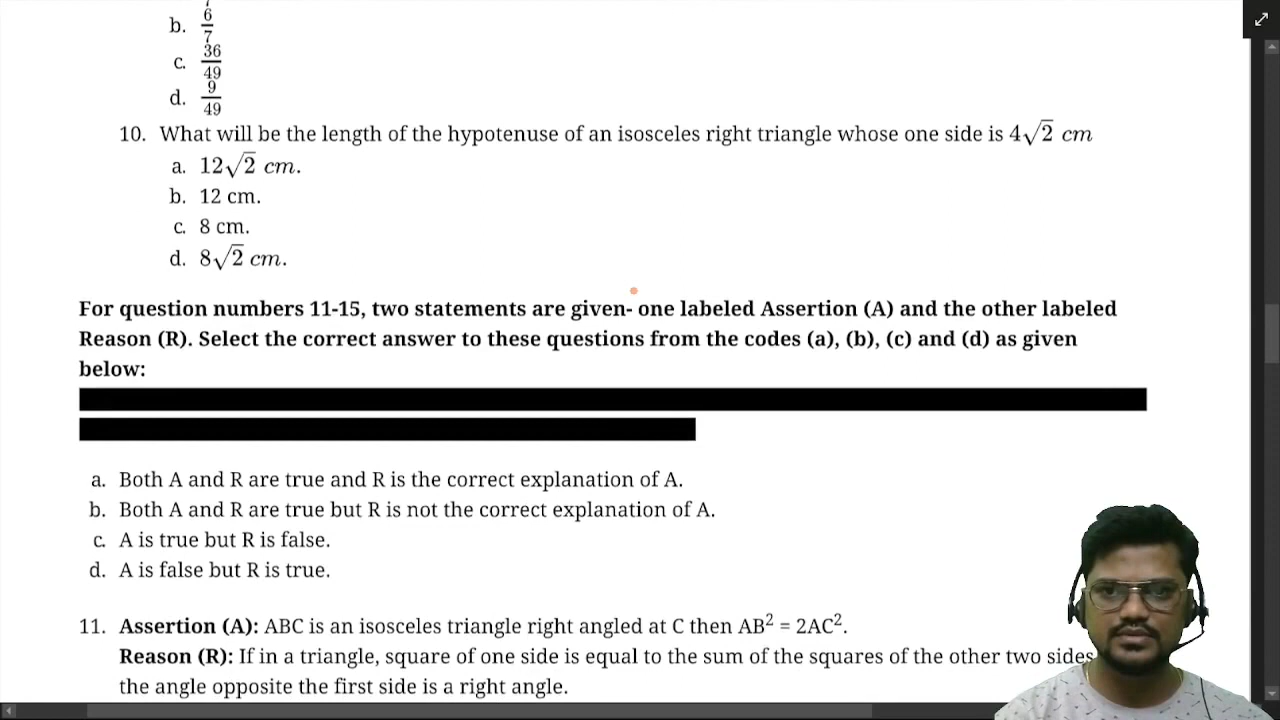 b. 6/7
c. 36/49
d. 9/49
10. What will be the length of the hypotenuse of an isosceles right triangle whose one side is 4√2 cm
a. 12√2 cm.
b. 12 cm.
c. 8 cm.
d. 8√2 cm.
For question numbers 11-15, two statements are given- one labeled Assertion (A) and the other labeled
Reason (R). Select the correct answer to these questions from the codes (a), (b), (c) and (d) as given
below:
a. Both A and R are true and R is the correct explanation of A.
b. Both A and R are true but R is not the correct explanation of A.
c. A is true but R is false.
d. A is false but R is true.
11. Assertion (A): ABC is an isosceles triangle right angled at C then AB² = 2AC².
Reason (R): If in a triangle, square of one side is equal to the sum of the squares of the other two sides
the angle opposite the first side is a right angle.